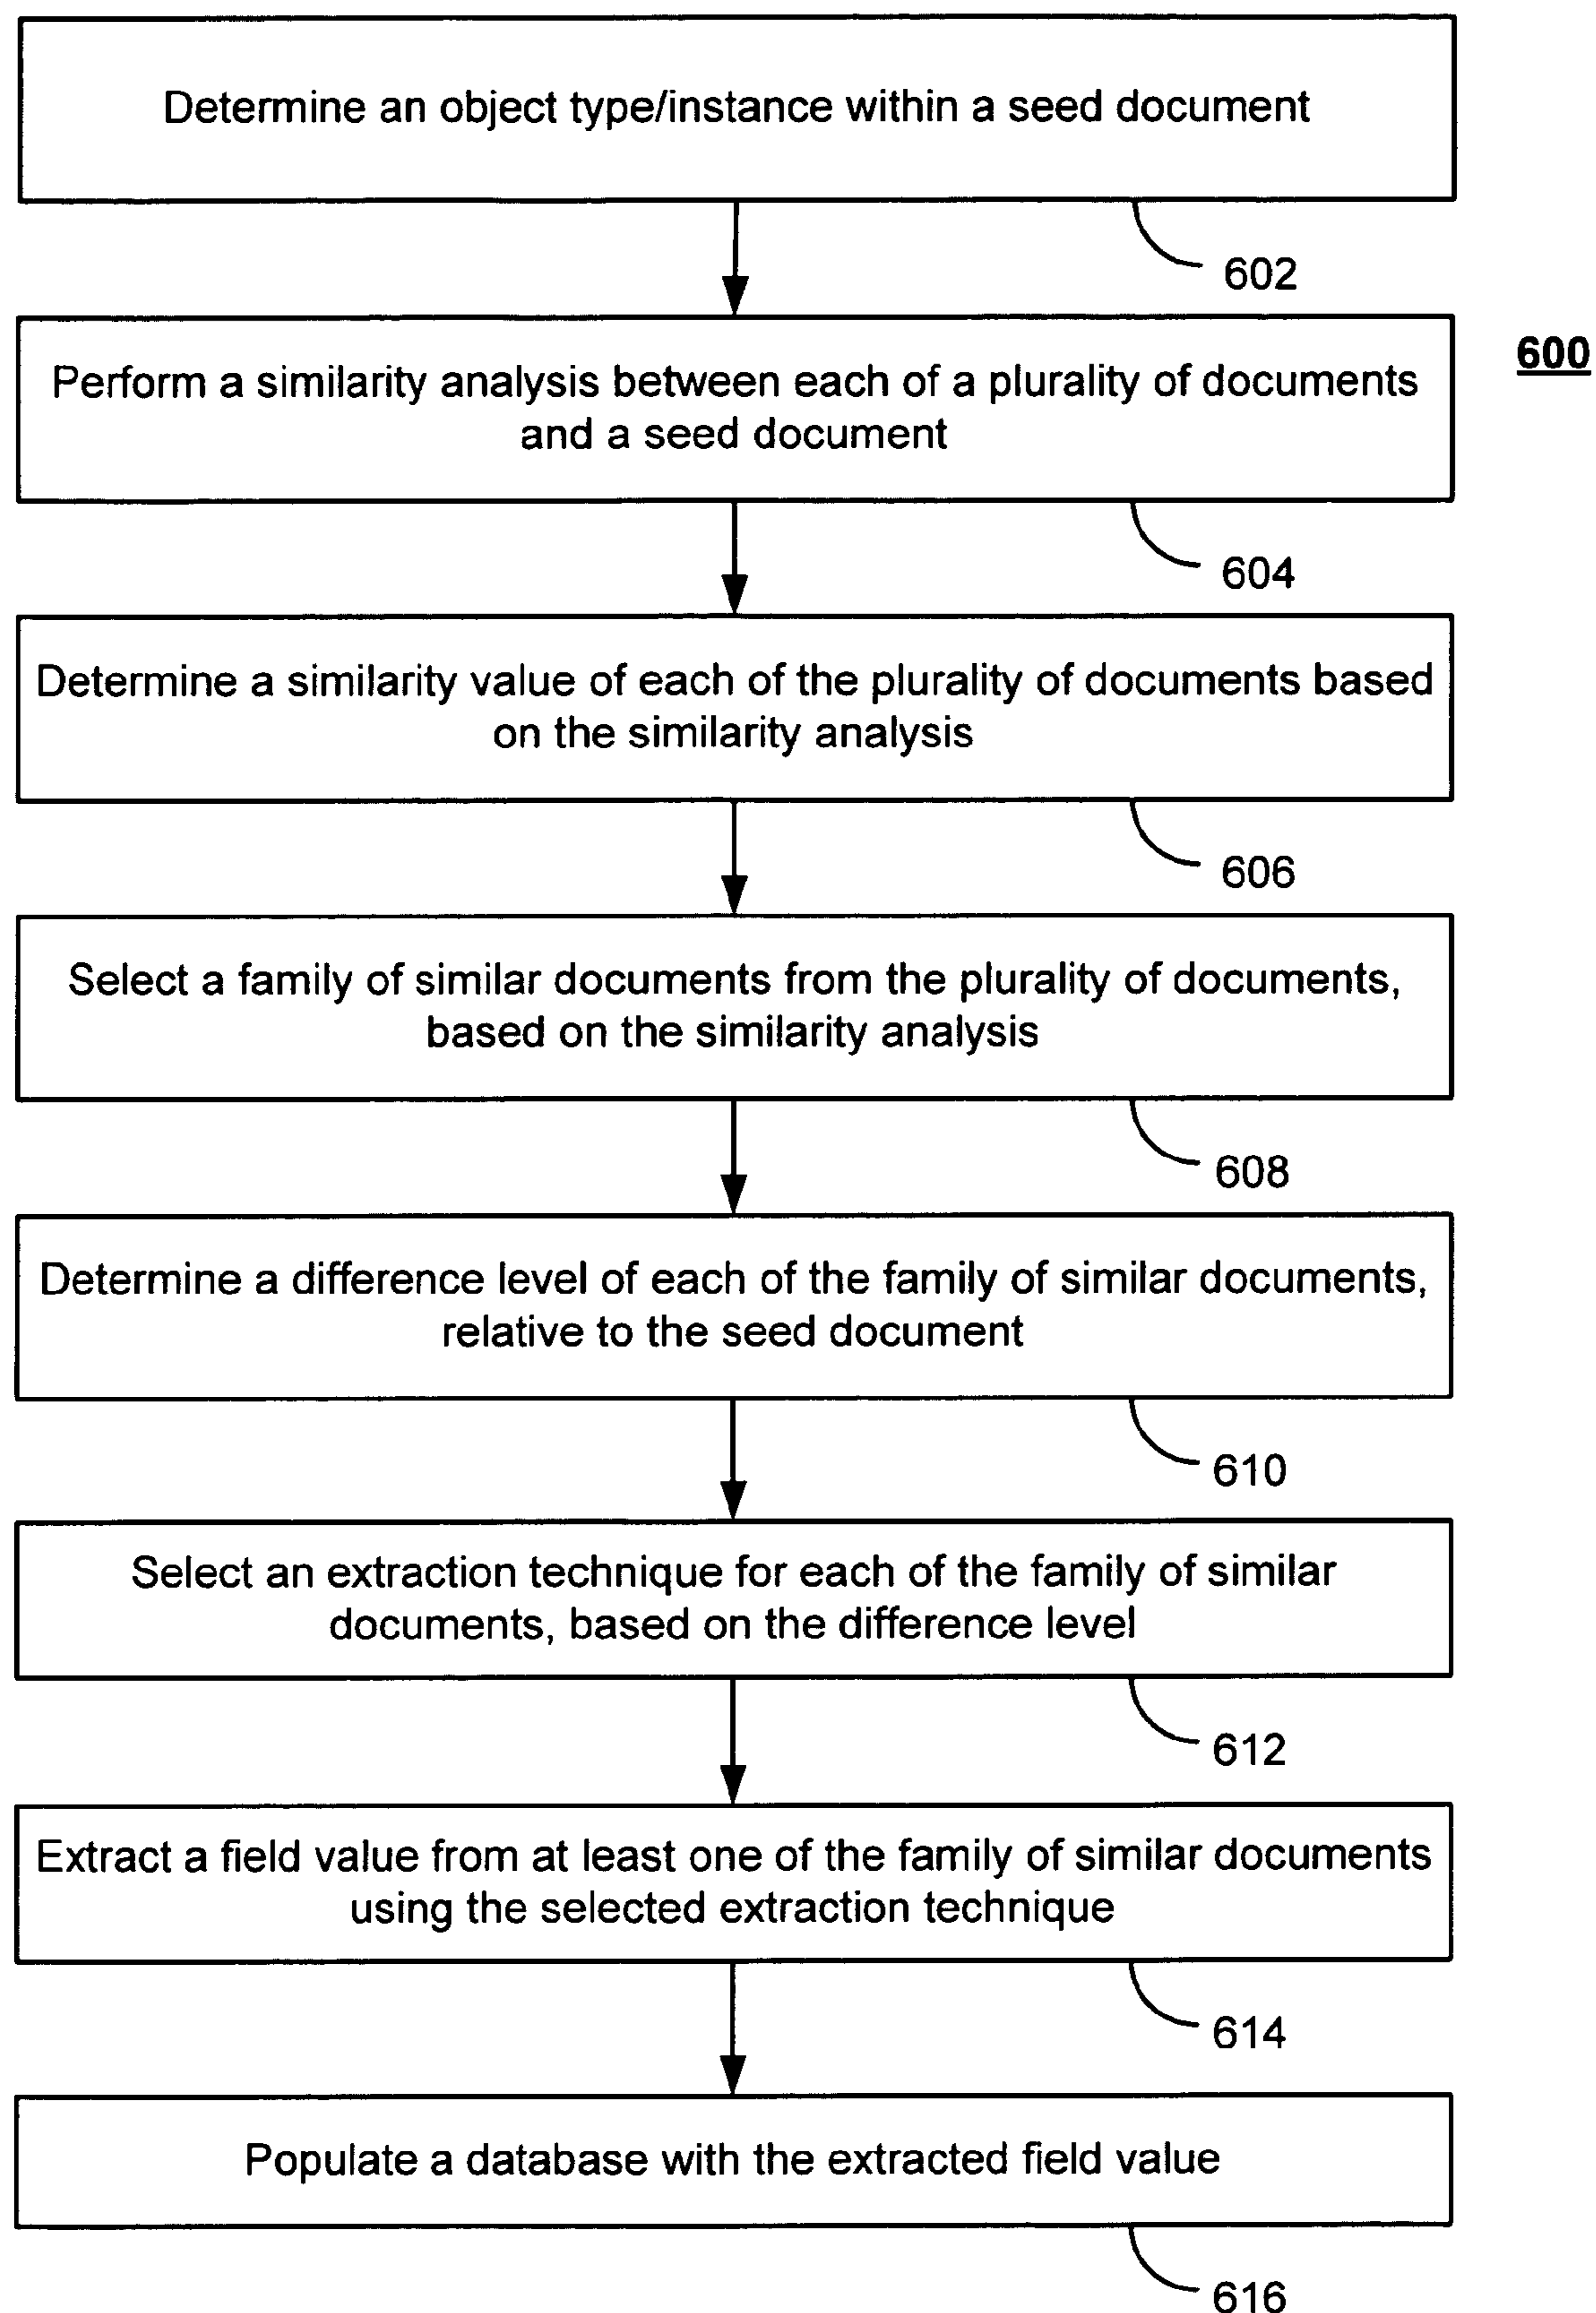 Determine an object type/instance within a seed document
602
600
Perform a similarity analysis between each of a plurality of documents
and a seed document
604
Determine a similarity value of each of the plurality of documents based
on the similarity analysis
606
Select a family of similar documents from the plurality of documents,
based on the similarity analysis
608
Determine a difference level of each of the family of similar documents,
relative to the seed document
610
Select an extraction technique for each of the family of similar
documents, based on the difference level
612
Extract a field value from at least one of the family of similar documents
using the selected extraction technique
614
Populate a database with the extracted field value
616